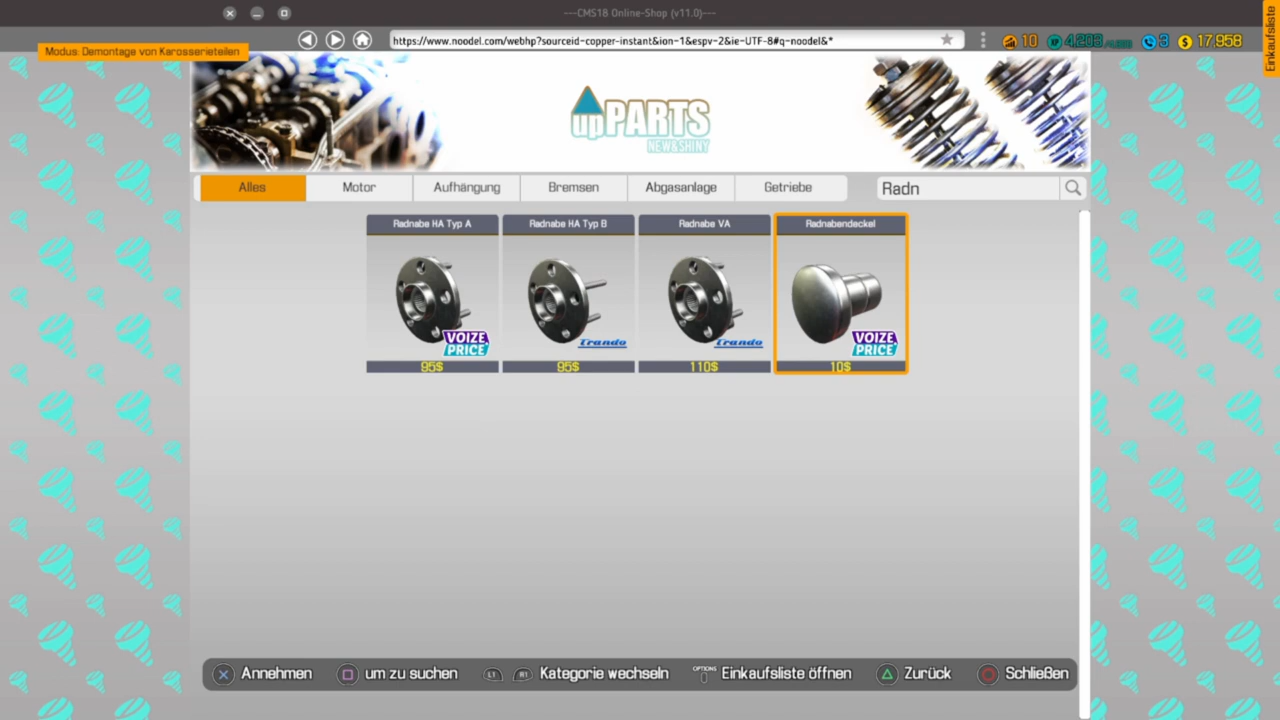 ---CMS18 Online-Shop (v11.0)---
Modus: Demontage von Karosserieteilen
https://www.noodel.com/webhp?sourceid-copper-instant&ion-1&espv-2&ie-UTF-8#q-noodel&*
10
XP 4.203
3
$ 17.958
Einkaufsliste
upPARTS
NEW&SHINY
Alles
Motor
Aufhängung
Bremsen
Abgasanlage
Getriebe
Radn
Radnabe HA Typ A
Radnabe HA Typ B
Radnabe VA
Radnabendeckel
VOIZE
PRICE
Trando
Trando
VOIZE
PRICE
95$
95$
110$
10$
Annehmen
um zu suchen
L1
R1
Kategorie wechseln
OPTIONS
Einkaufsliste öffnen
Zurück
Schließen